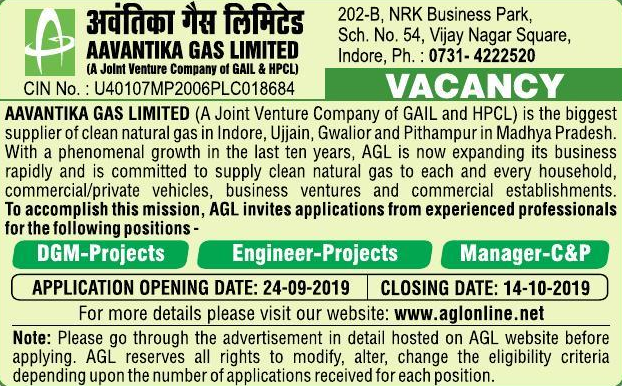 अवंतिका गैस लिमिटेड
AAVANTIKA GAS LIMITED
(A Joint Venture Company of GAIL & HPCL)
CIN No. : U40107MP2006PLC018684
202-B, NRK Business Park,
Sch. No. 54, Vijay Nagar Square,
Indore, Ph. : 0731- 4222520
VACANCY
AAVANTIKA GAS LIMITED (A Joint Venture Company of GAIL and HPCL) is the biggest
supplier of clean natural gas in Indore, Ujjain, Gwalior and Pithampur in Madhya Pradesh.
With a phenomenal growth in the last ten years, AGL is now expanding its business
rapidly and is committed to supply clean natural gas to each and every household,
commercial/private vehicles, business ventures and commercial establishments.
To accomplish this mission, AGL invites applications from experienced professionals
for the following positions -
DGM-Projects Engineer-Projects Manager-C&P
APPLICATION OPENING DATE: 24-09-2019 CLOSING DATE: 14-10-2019
For more details please visit our website: www.aglonline.net
Note: Please go through the advertisement in detail hosted on AGL website before
applying. AGL reserves all rights to modify, alter, change the eligibility criteria
depending upon the number of applications received for each position.